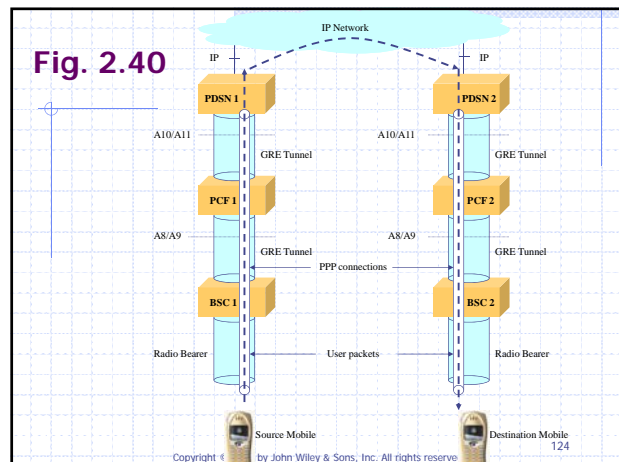 IP Network
Fig. 2.40
IP
IP
PDSN 1
PDSN 2
A10/A11
A10/A11
GRE Tunnel
GRE Tunnel
PCF 1
PCF 2
A8/A9
A8/A9
GRE Tunnel
GRE Tunnel
PPP connections
BSC 1
BSC 2
Radio Bearer
User packets
Radio Bearer
Source Mobile
Destination Mobile
124
Copyright © by John Wiley & Sons, Inc. All rights reserve